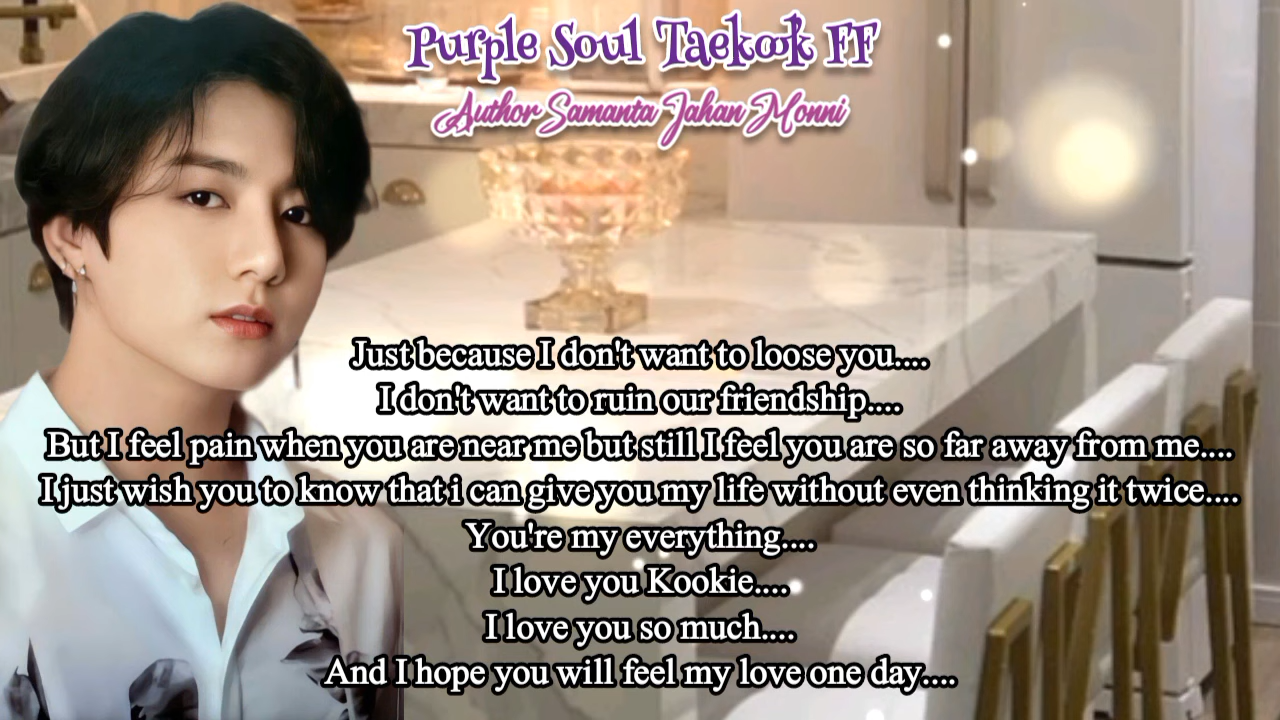 Purple Soul Taekook FF
Author Samanta Jahan Monni
Just because I don't want to loose you....
I don't want to ruin our friendship....
But I feel pain when you are near me but still I feel you are so far away from me....
I just wish you to know that i can give you my life without even thinking it twice....
You're my everything....
I love you Kookie....
I love you so much....
And I hope you will feel my love one day....